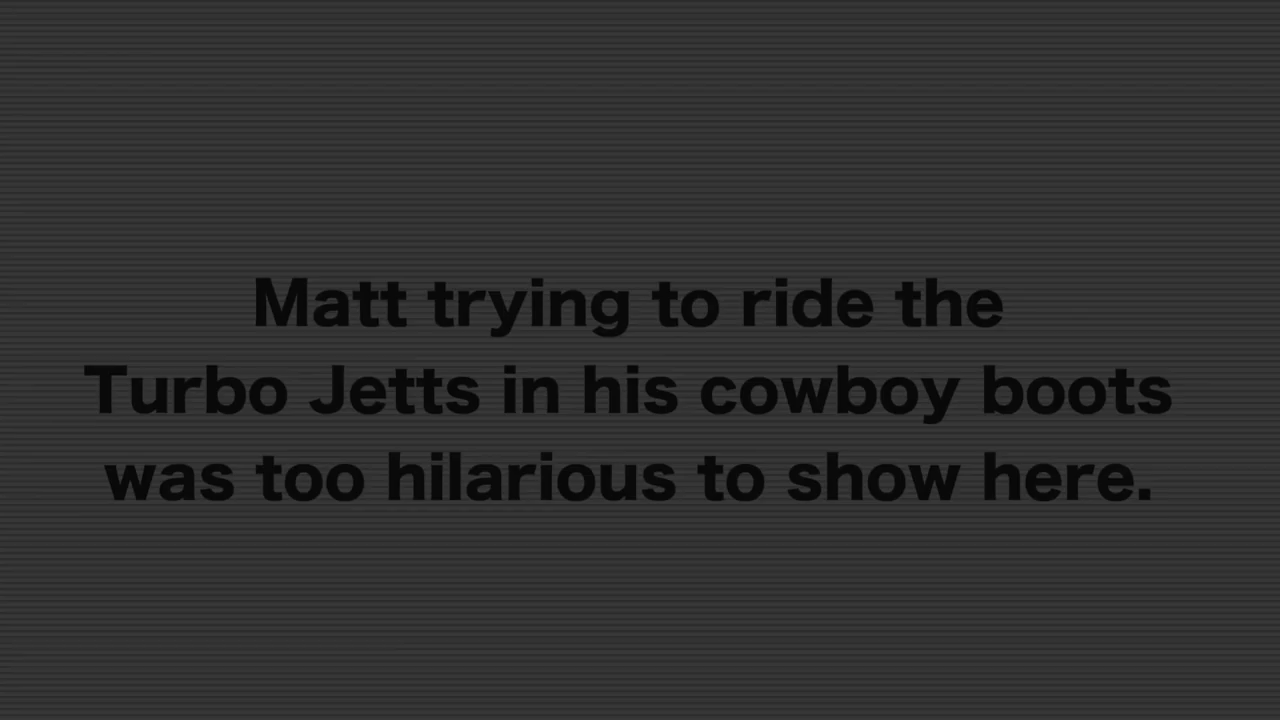 Matt trying to ride the
Turbo Jetts in his cowboy boots
was too hilarious to show here.